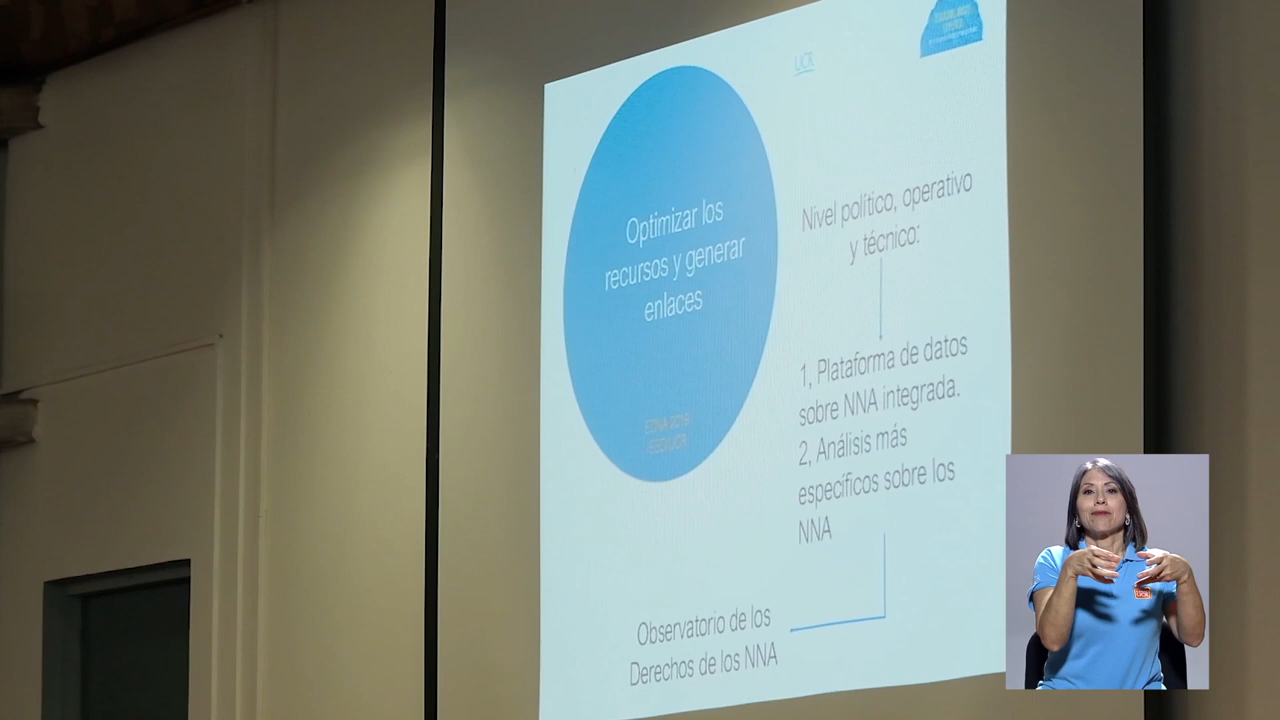 UCR
Optimizar los
recursos y generar
enlaces
Nivel político, operativo
y técnico:
1, Plataforma de datos
sobre NNA integrada.
2, Análisis más
específicos sobre los
NNA
Observatorio de los
Derechos de los NNA
UCR